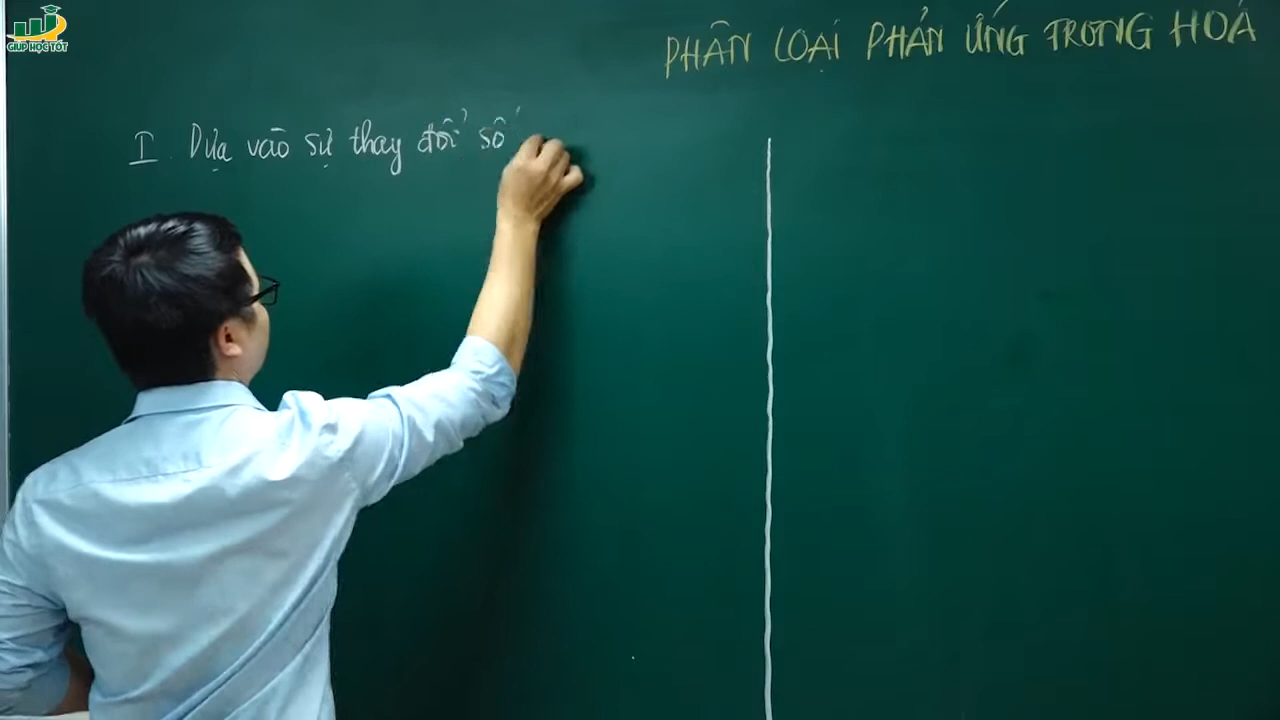 GIÚP HỌC TỐT
PHÂN LOẠI PHẢN ỨNG TRONG HOÁ
I. Dựa vào sự thay đổi số